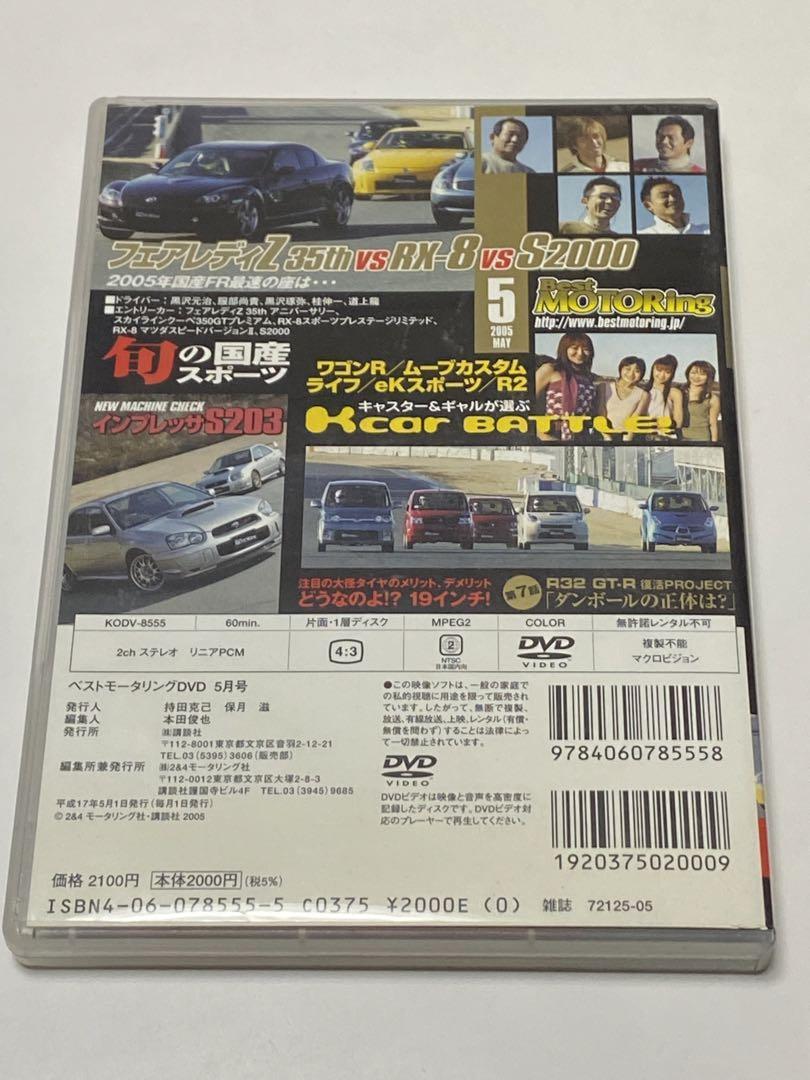 フェアレディZ 35th vs RX-8 vs S2000
2005年国産FR最速の座は・・・
■ドライバー：黒沢元治、服部尚貴、黒沢琢弥、桂伸一、道上龍
■エントリーカー：フェアレディZ 35th アニバーサリー、
スカイラインクーペ350GTプレミアム、RX-8スポーツプレステージリミテッド、
RX-8 マツダスピードバージョンⅡ、S2000
5
2005
MAY
Best
MOTORing
http://www.bestmotoring.jp/
旬の国産
スポーツ
NEW MACHINE CHECK
インプレッサS203
ワゴンR／ムーブカスタム
ライフ／eKスポーツ／R2
キャスター＆ギャルが選ぶ
Kcar BATTLE!
注目の大径タイヤのメリット、デメリット
どうなのよ!? 19インチ!
第7回
R32 GT-R 復活PROJECT
「ダンボールの正体は?」
KODV-8555 60min. 片面・1層ディスク MPEG2 COLOR 無許諾レンタル不可
2ch ステレオ リニアPCM
4:3
2
NTSC
日本国内向
DVD
VIDEO
複製不能
マクロビジョン
ベストモータリングDVD 5月号
発行人 持田克己 保月 滋
編集人 本田俊也
発行所 ㈱講談社
〒112-8001東京都文京区音羽2-12-21
TEL.03 (5395) 3606 (販売部)
編集所兼発行所 ㈱2&4モータリング社
〒112-0012東京都文京区大塚2-8-3
講談社護国寺ビル4F TEL.03 (3945) 9685
平成17年5月1日発行（毎月1日発行）
© 2&4 モータリング社・講談社 2005
●この映像ソフトは、一般の家庭で
の私的視聴に用途を限って販売され
ています。したがって、無断で複製、
放送、有線放送、上映、レンタル(有償・
無償を問わず)することは法律によっ
て一切禁止されています。
DVD
VIDEO
DVDビデオは映像と音声を高密度に
記録したディスクです。DVDビデオ対
応のプレーヤーで再生してください。
9784060785558
1920375020009
価格 2100円 本体2000円 (税5%)
ISBN4-06-078555-5 C0375 ¥2000E (0) 雑誌 72125-05